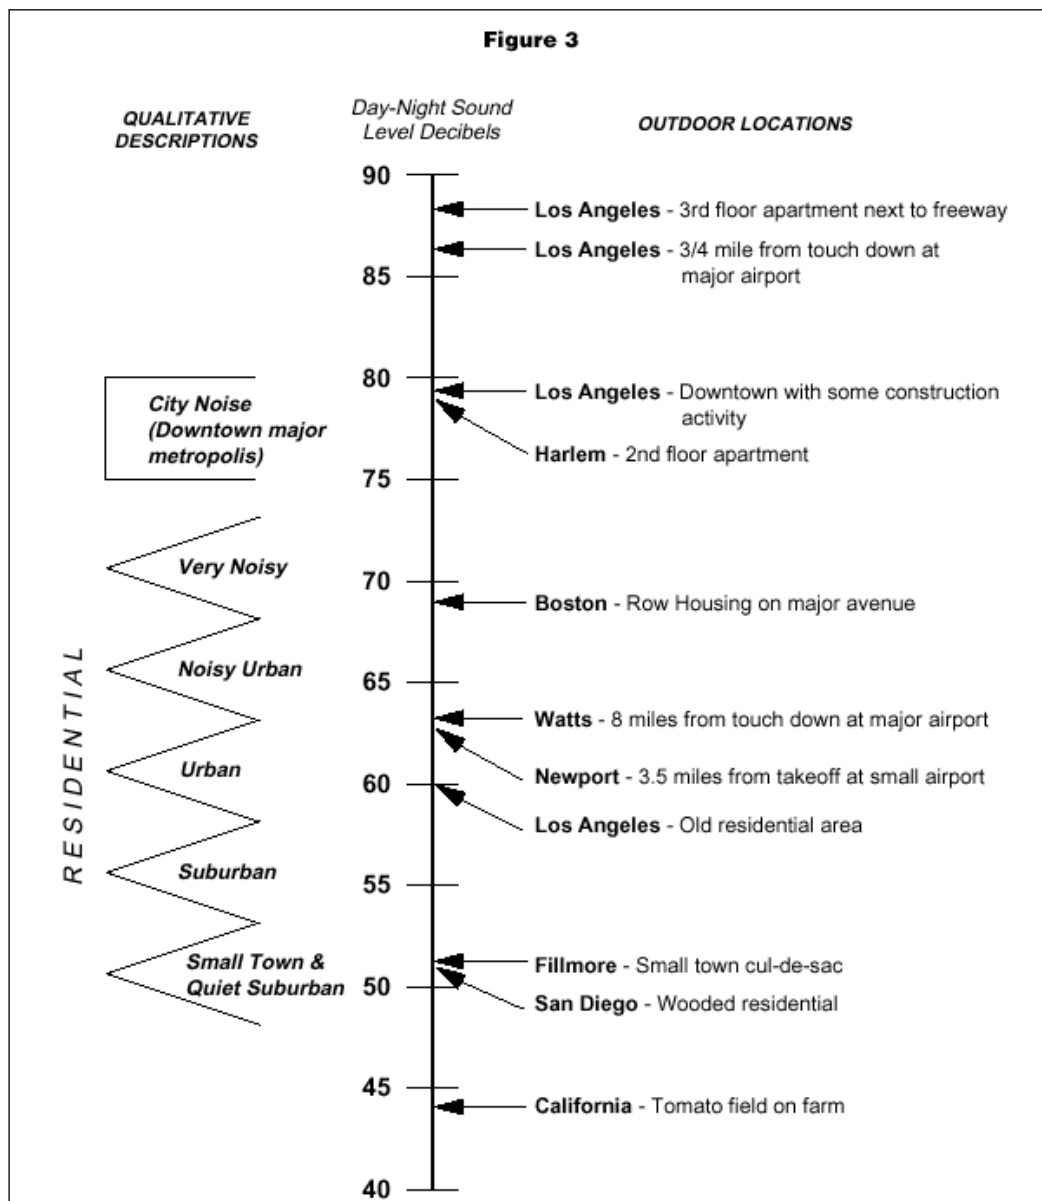 Figure 3
QUALITATIVE
DESCRIPTIONS
Day-Night Sound
Level Decibels
OUTDOOR LOCATIONS
90
Los Angeles - 3rd floor apartment next to freeway
Los Angeles - 3/4 mile from touch down at
major airport
85
80
Los Angeles - Downtown with some construction
activity
City Noise
(Downtown major
metropolis)
Harlem - 2nd floor apartment
75
Very Noisy
70
Boston - Row Housing on major avenue
RESIDENTIAL
Noisy Urban
65
Watts - 8 miles from touch down at major airport
Urban
Newport - 3.5 miles from takeoff at small airport
60
Los Angeles - Old residential area
Suburban
55
Small Town &
Quiet Suburban
Fillmore - Small town cul-de-sac
50
San Diego - Wooded residential
45
California - Tomato field on farm
40